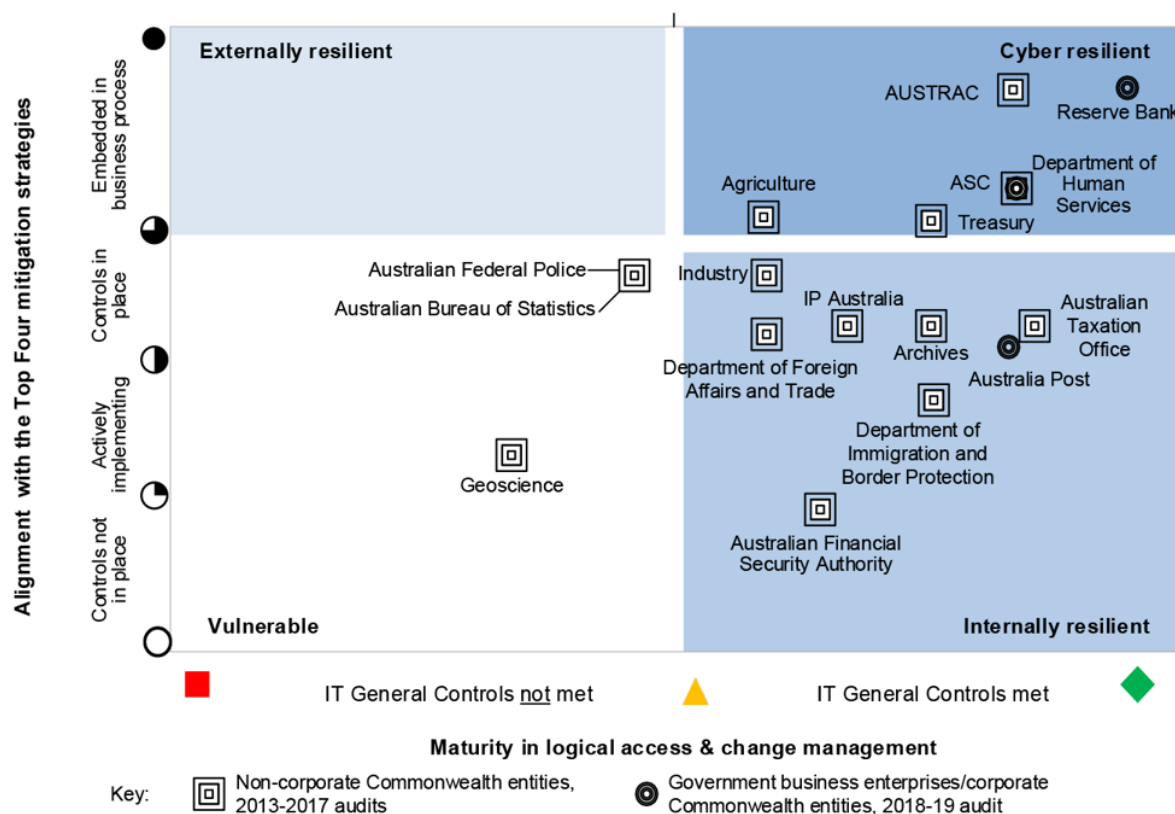 Externally resilient
Cyber resilient
AUSTRAC
Reserve Bank
Agriculture
ASC
Department of
Human
Services
Treasury
Australian Federal Police
Australian Bureau of Statistics
Industry
IP Australia
Archives
Australian
Taxation
Office
Australia Post
Department of Foreign
Affairs and Trade
Department of
Immigration and
Border Protection
Geoscience
Australian Financial
Security Authority
Vulnerable
Internally resilient
Alignment with the Top Four mitigation strategies
Embedded in
business process
Controls in
place
Actively
implementing
Controls not
in place
IT General Controls not met
IT General Controls met
Maturity in logical access & change management
Key:
Non-corporate Commonwealth entities,
2013-2017 audits
Government business enterprises/corporate
Commonwealth entities, 2018-19 audit